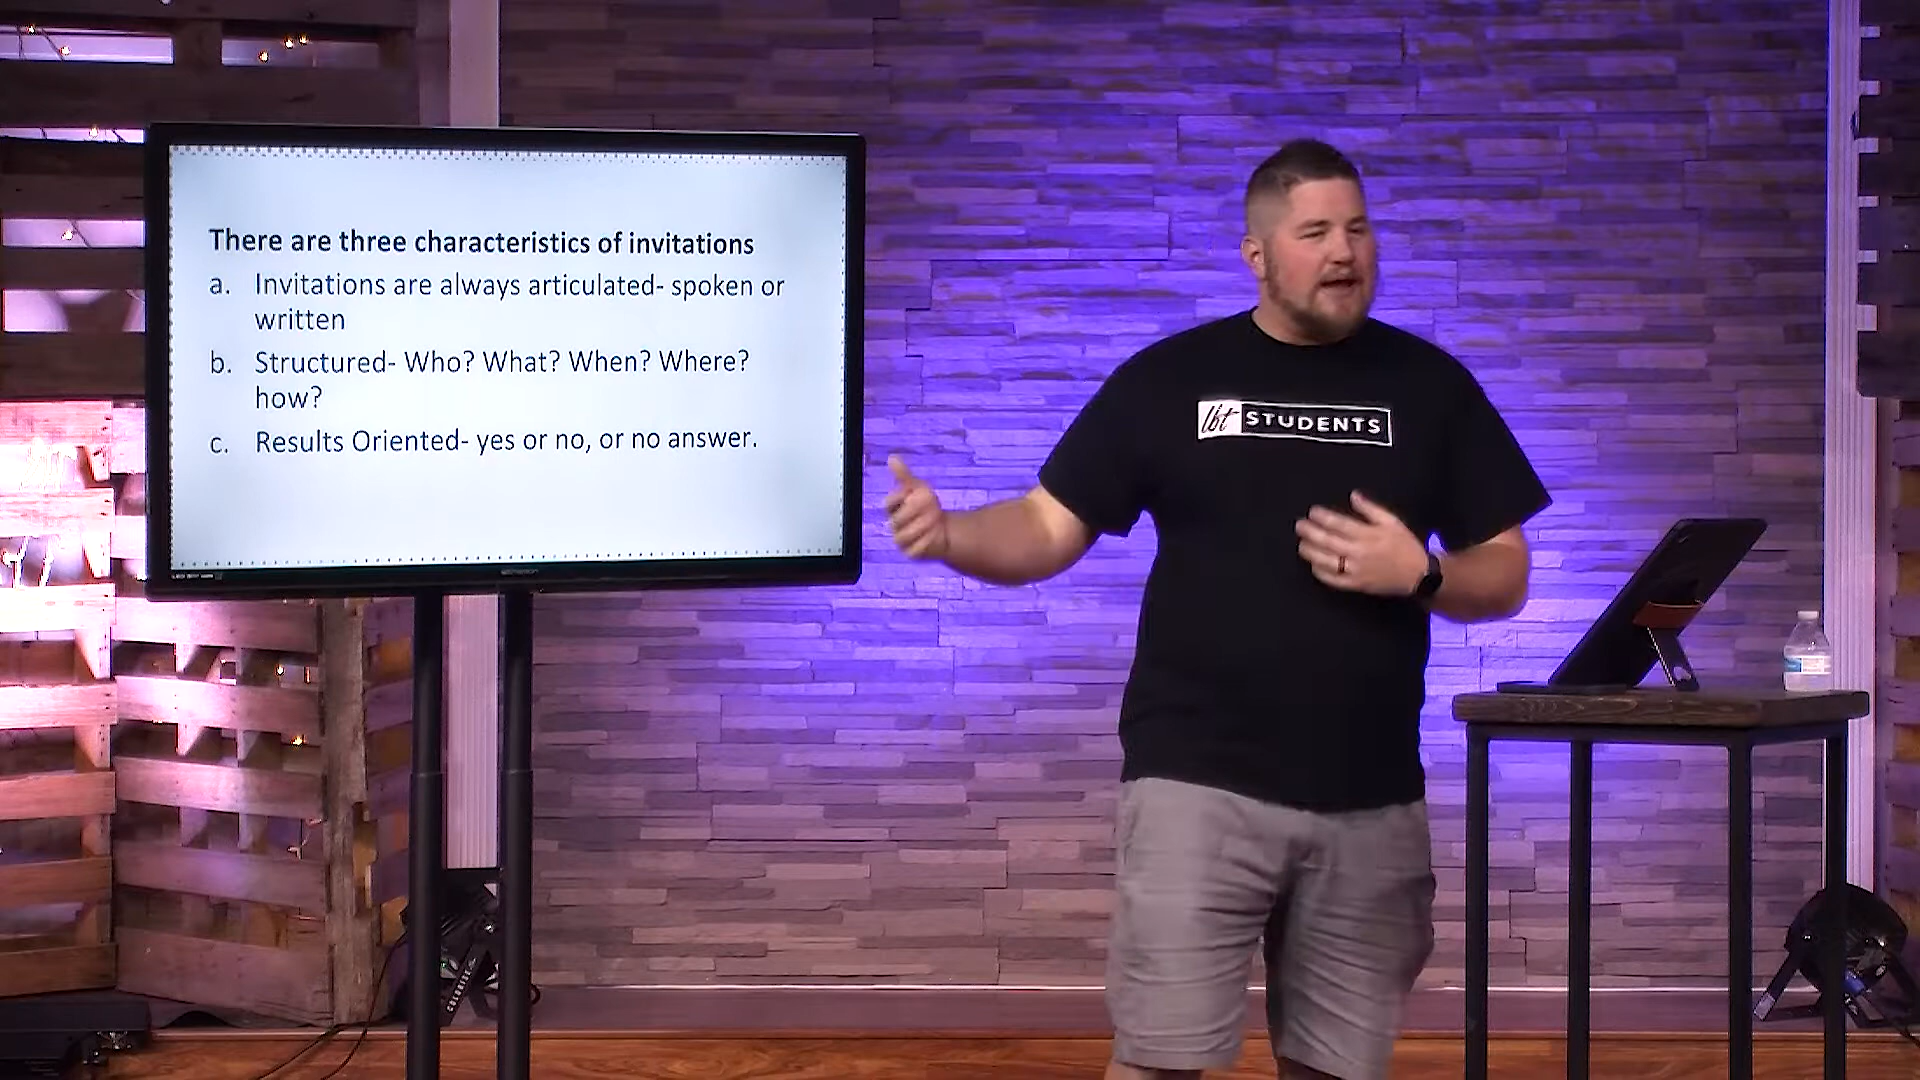 There are three characteristics of invitations
a. Invitations are always articulated- spoken or
written
b. Structured- Who? What? When? Where?
how?
c. Results Oriented- yes or no, or no answer.
lbt STUDENTS